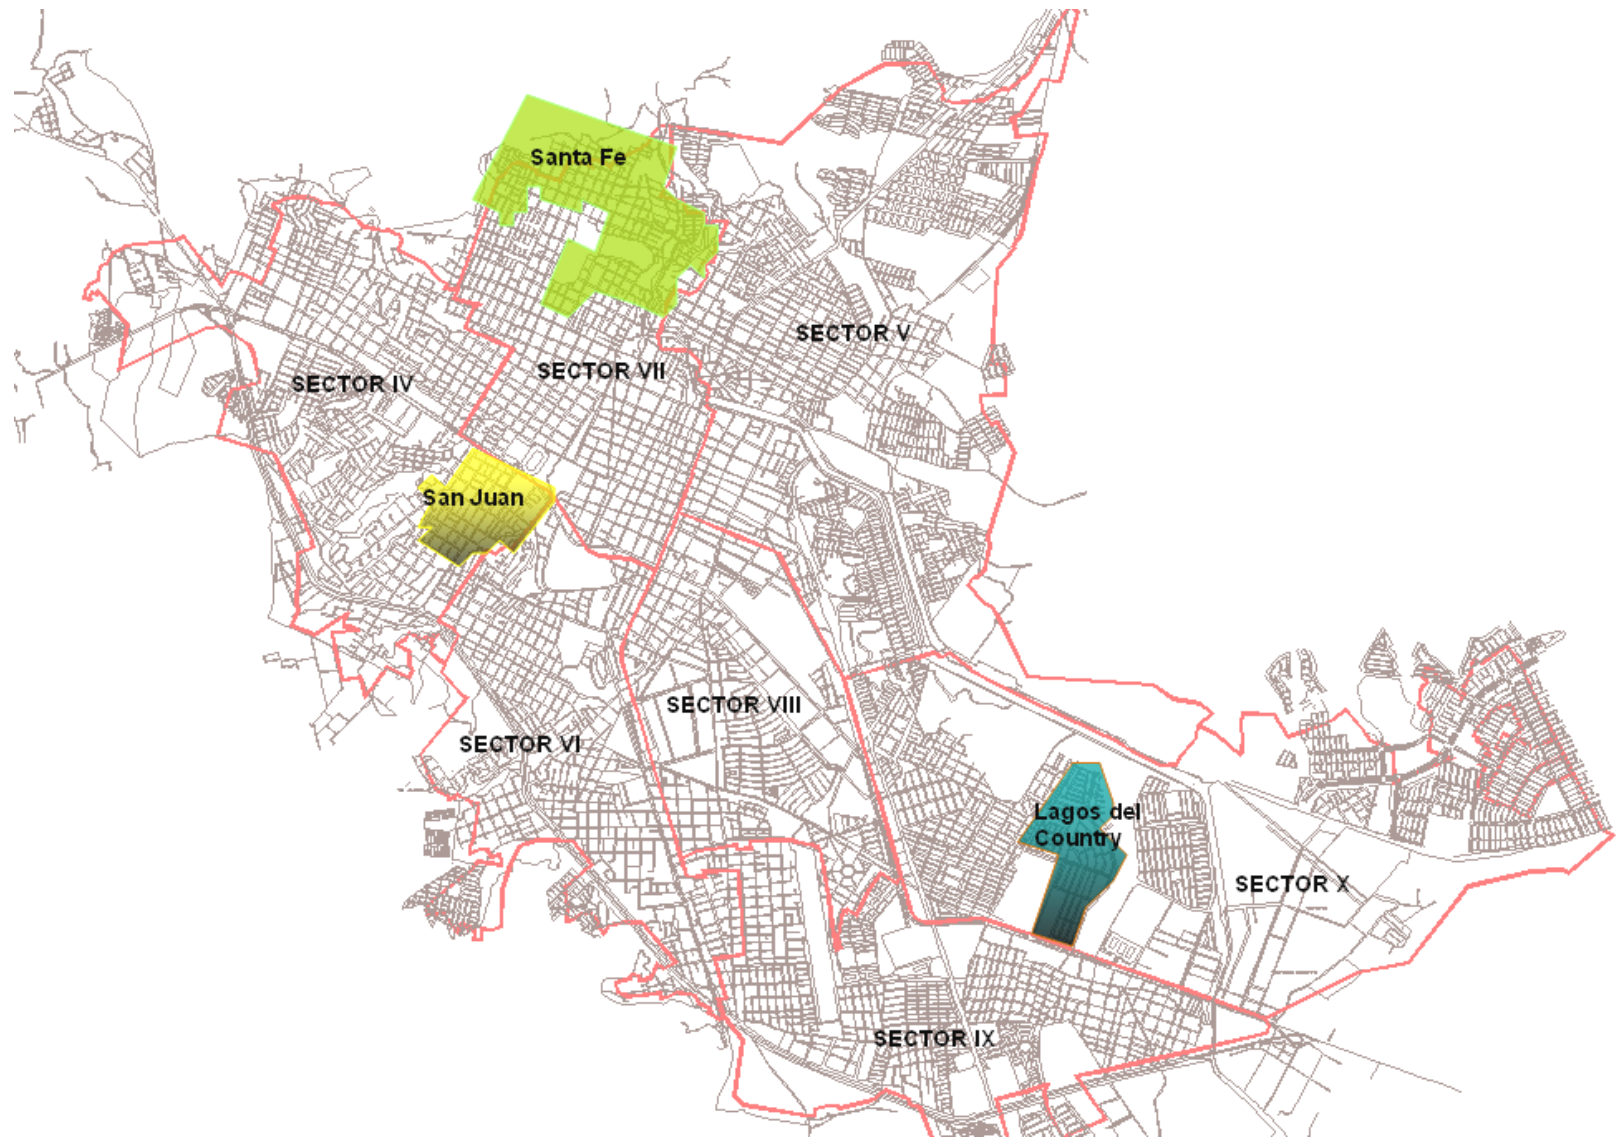 Santa Fe
SECTOR V
SECTOR VII
SECTOR IV
San Juan
SECTOR VIII
SECTOR VI
Lagos del
Country
SECTOR X
SECTOR IX